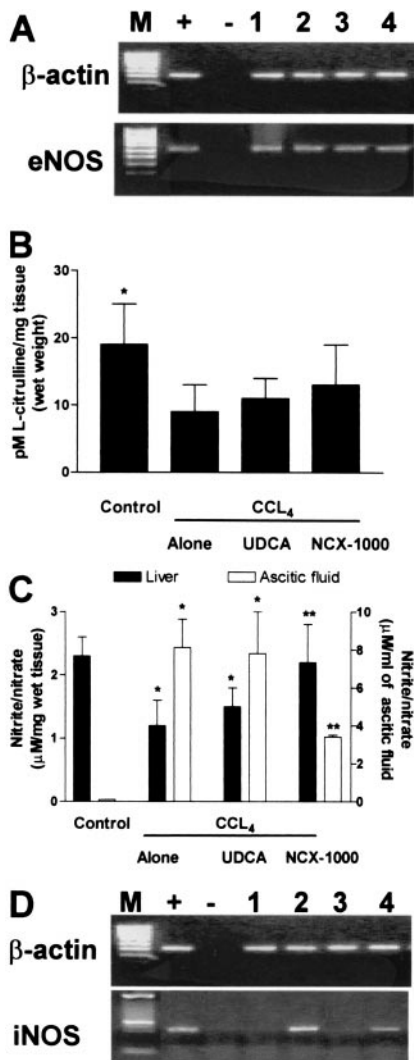 A
M + - 1 2 3 4
β-actin
eNOS
B
pM L-citrulline/mg tissue
(wet weight)
30
20
10
0
Control
CCL4
Alone UDCA NCX-1000
C
Liver Ascitic fluid
Nitrite/nitrate
(µM/mg wet tissue)
3
2
1
0
* * * * ** **
10
8
6
4
2
0
Nitrite/nitrate
(µM/ml of ascitic
fluid
Control
CCL4
Alone UDCA NCX-1000
D
M + - 1 2 3 4
β-actin
iNOS